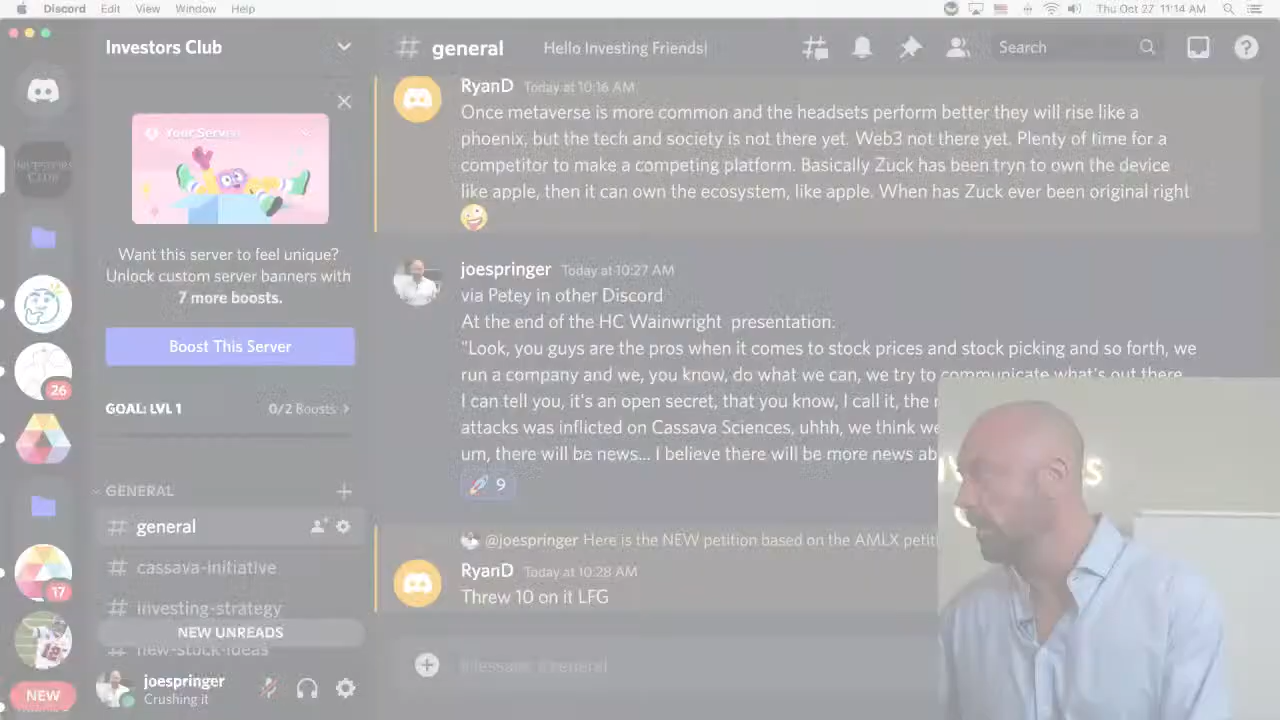 Discord Edit View Window Help
Thu Oct 27 11:14 AM
Investors Club
# general
Hello Investing Friends!
Search
INVESTORS
CLUB
Your Server
Want this server to feel unique?
Unlock custom server banners with
7 more boosts.
Boost This Server
GOAL: LVL 1
0/2 Boosts >
GENERAL
# general
# cassava-initiative
# investing-strategy
NEW UNREADS
new-stock-ideas
26
17
NEW
joespringer
Crushing it
RyanD Today at 10:16 AM
Once metaverse is more common and the headsets perform better they will rise like a
phoenix, but the tech and society is not there yet. Web3 not there yet. Plenty of time for a
competitor to make a competing platform. Basically Zuck has been tryn to own the device
like apple, then it can own the ecosystem, like apple. When has Zuck ever been original right
joespringer Today at 10:27 AM
via Petey in other Discord
At the end of the HC Wainwright presentation:
"Look, you guys are the pros when it comes to stock prices and stock picking and so forth, we
run a company and we, you know, do what we can, we try to communicate what's out there
I can tell you, it's an open secret, that you know, I call it, the
attacks was inflicted on Cassava Sciences, uhhh, we think we
um, there will be news... I believe there will be more news
9
@joespringer Here is the NEW petition based on the AMLX
RyanD Today at 10:28 AM
Threw 10 on it LFG
Message #general